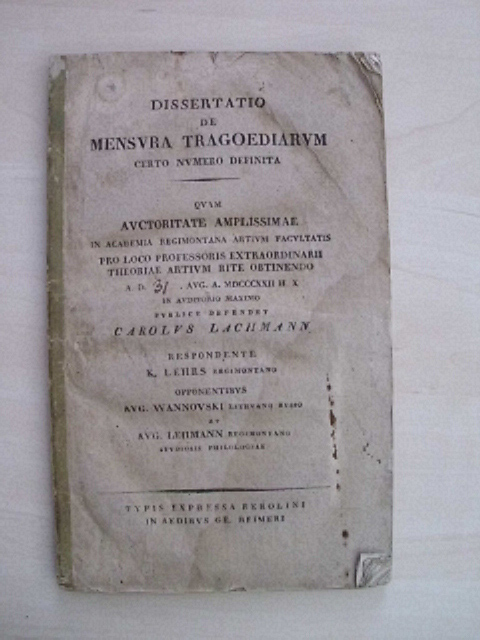 DISSERTATIO
DE
MENSVRA TRAGOEDIARVM
CERTO NVMERO DEFINITA
QVAM
AVCTORITATE AMPLISSIMAE
IN ACADEMIA REGIMONTANA ARTIVM FACVLTATIS
PRO LOCO PROFESSORIS EXTRAORDINARII
THEORIAE ARTIVM RITE OBTINENDO
A. D. 31 . AVG. A. MDCCCXXII H. X
IN AVDITORIO MAXIMO
PVBLICE DEFENDET
CAROLVS LACHMANN
RESPONDENTE
K. LEHRS REGIMONTANO
OPPONENTIBVS
AVG. WANNOVSKI LITHVANO RUSSO
ET
AVG. LEHMANN REGIMONTANO
STVDIOSIS PHILOLOGIAE
TYPIS EXPRESSA BEROLINI
IN AEDIBVS GE. REIMERI